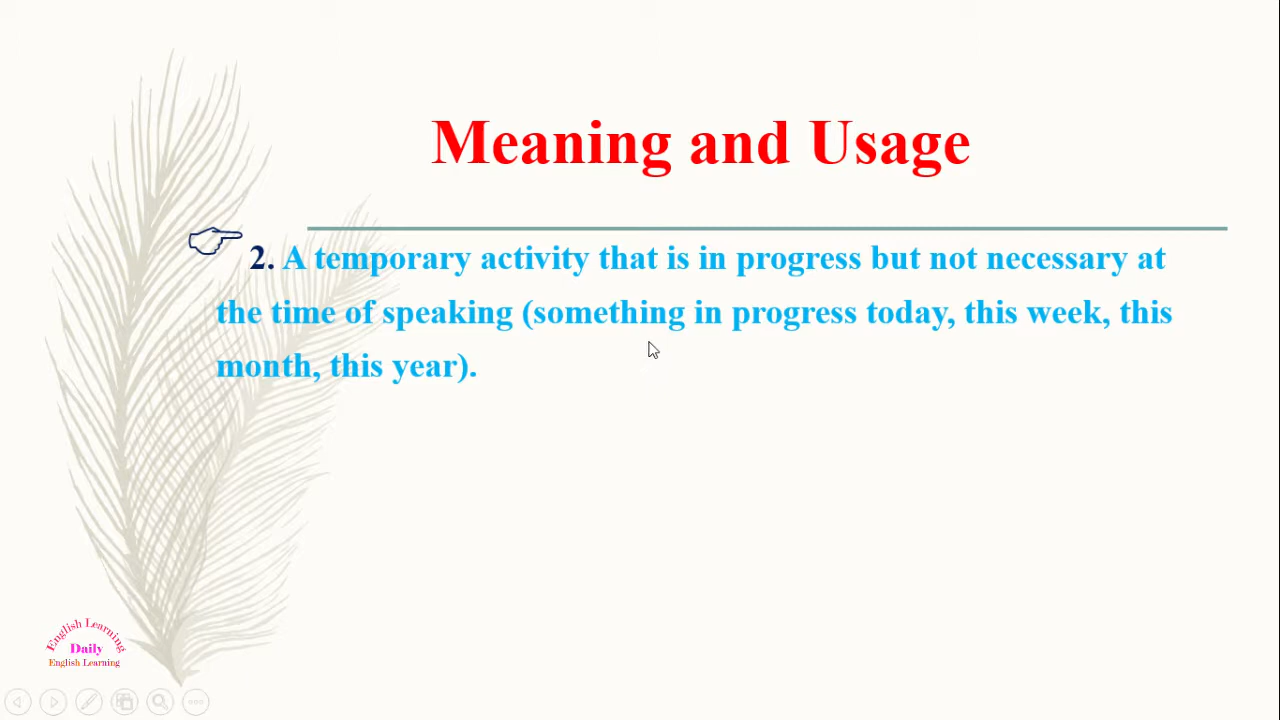 Meaning and Usage
2. A temporary activity that is in progress but not necessary at
the time of speaking (something in progress today, this week, this
month, this year).
English Learning
Daily
English Learning